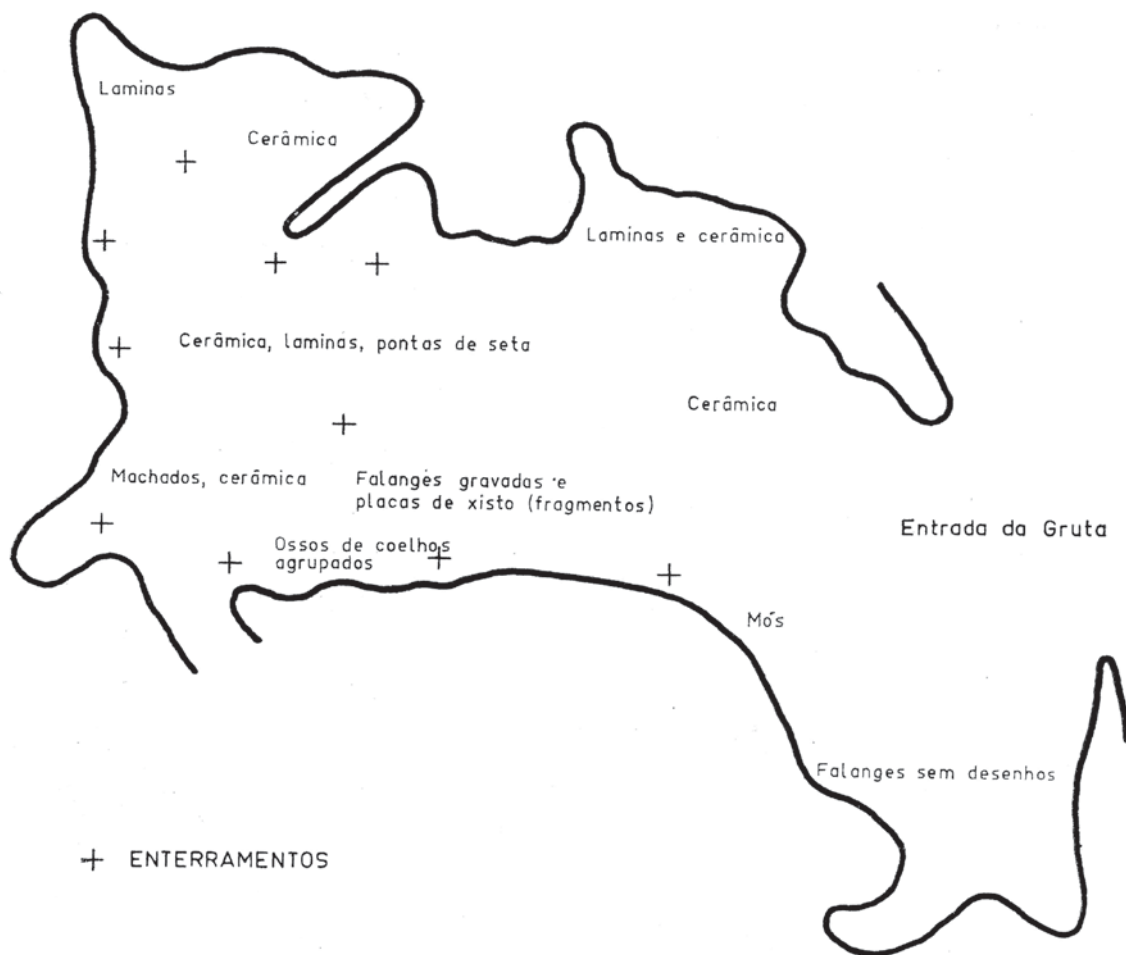 Laminas
Cerâmica
Laminas e cerâmica
Cerâmica, laminas, pontas de seta
Cerâmica
Machados, cerâmica
Falanges gravadas e
placas de xisto (fragmentos)
Entrada da Gruta
Ossos de coelhos
agrupados
Mós
Falanges sem desenhos
+ ENTERRAMENTOS